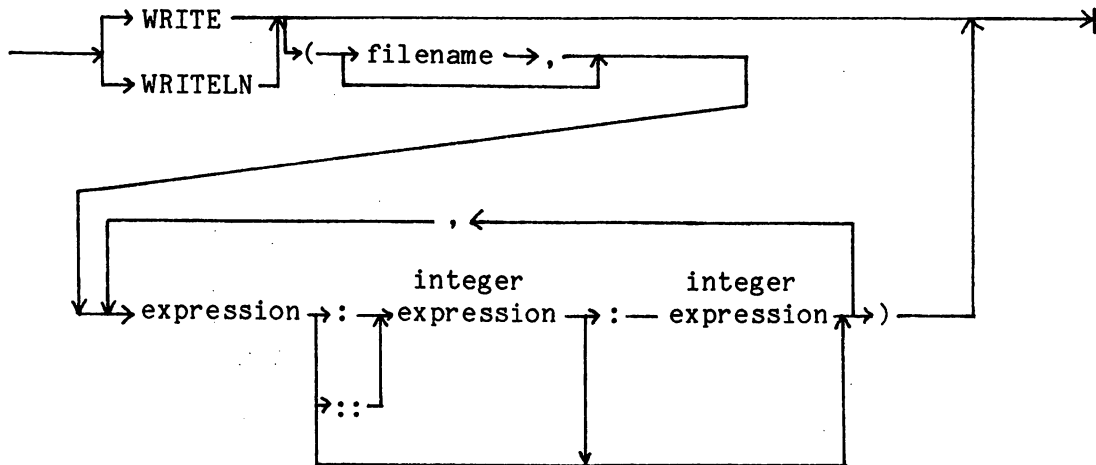 WRITE
( filename ,
WRITELN
,
integer integer
expression : expression : expression )
::